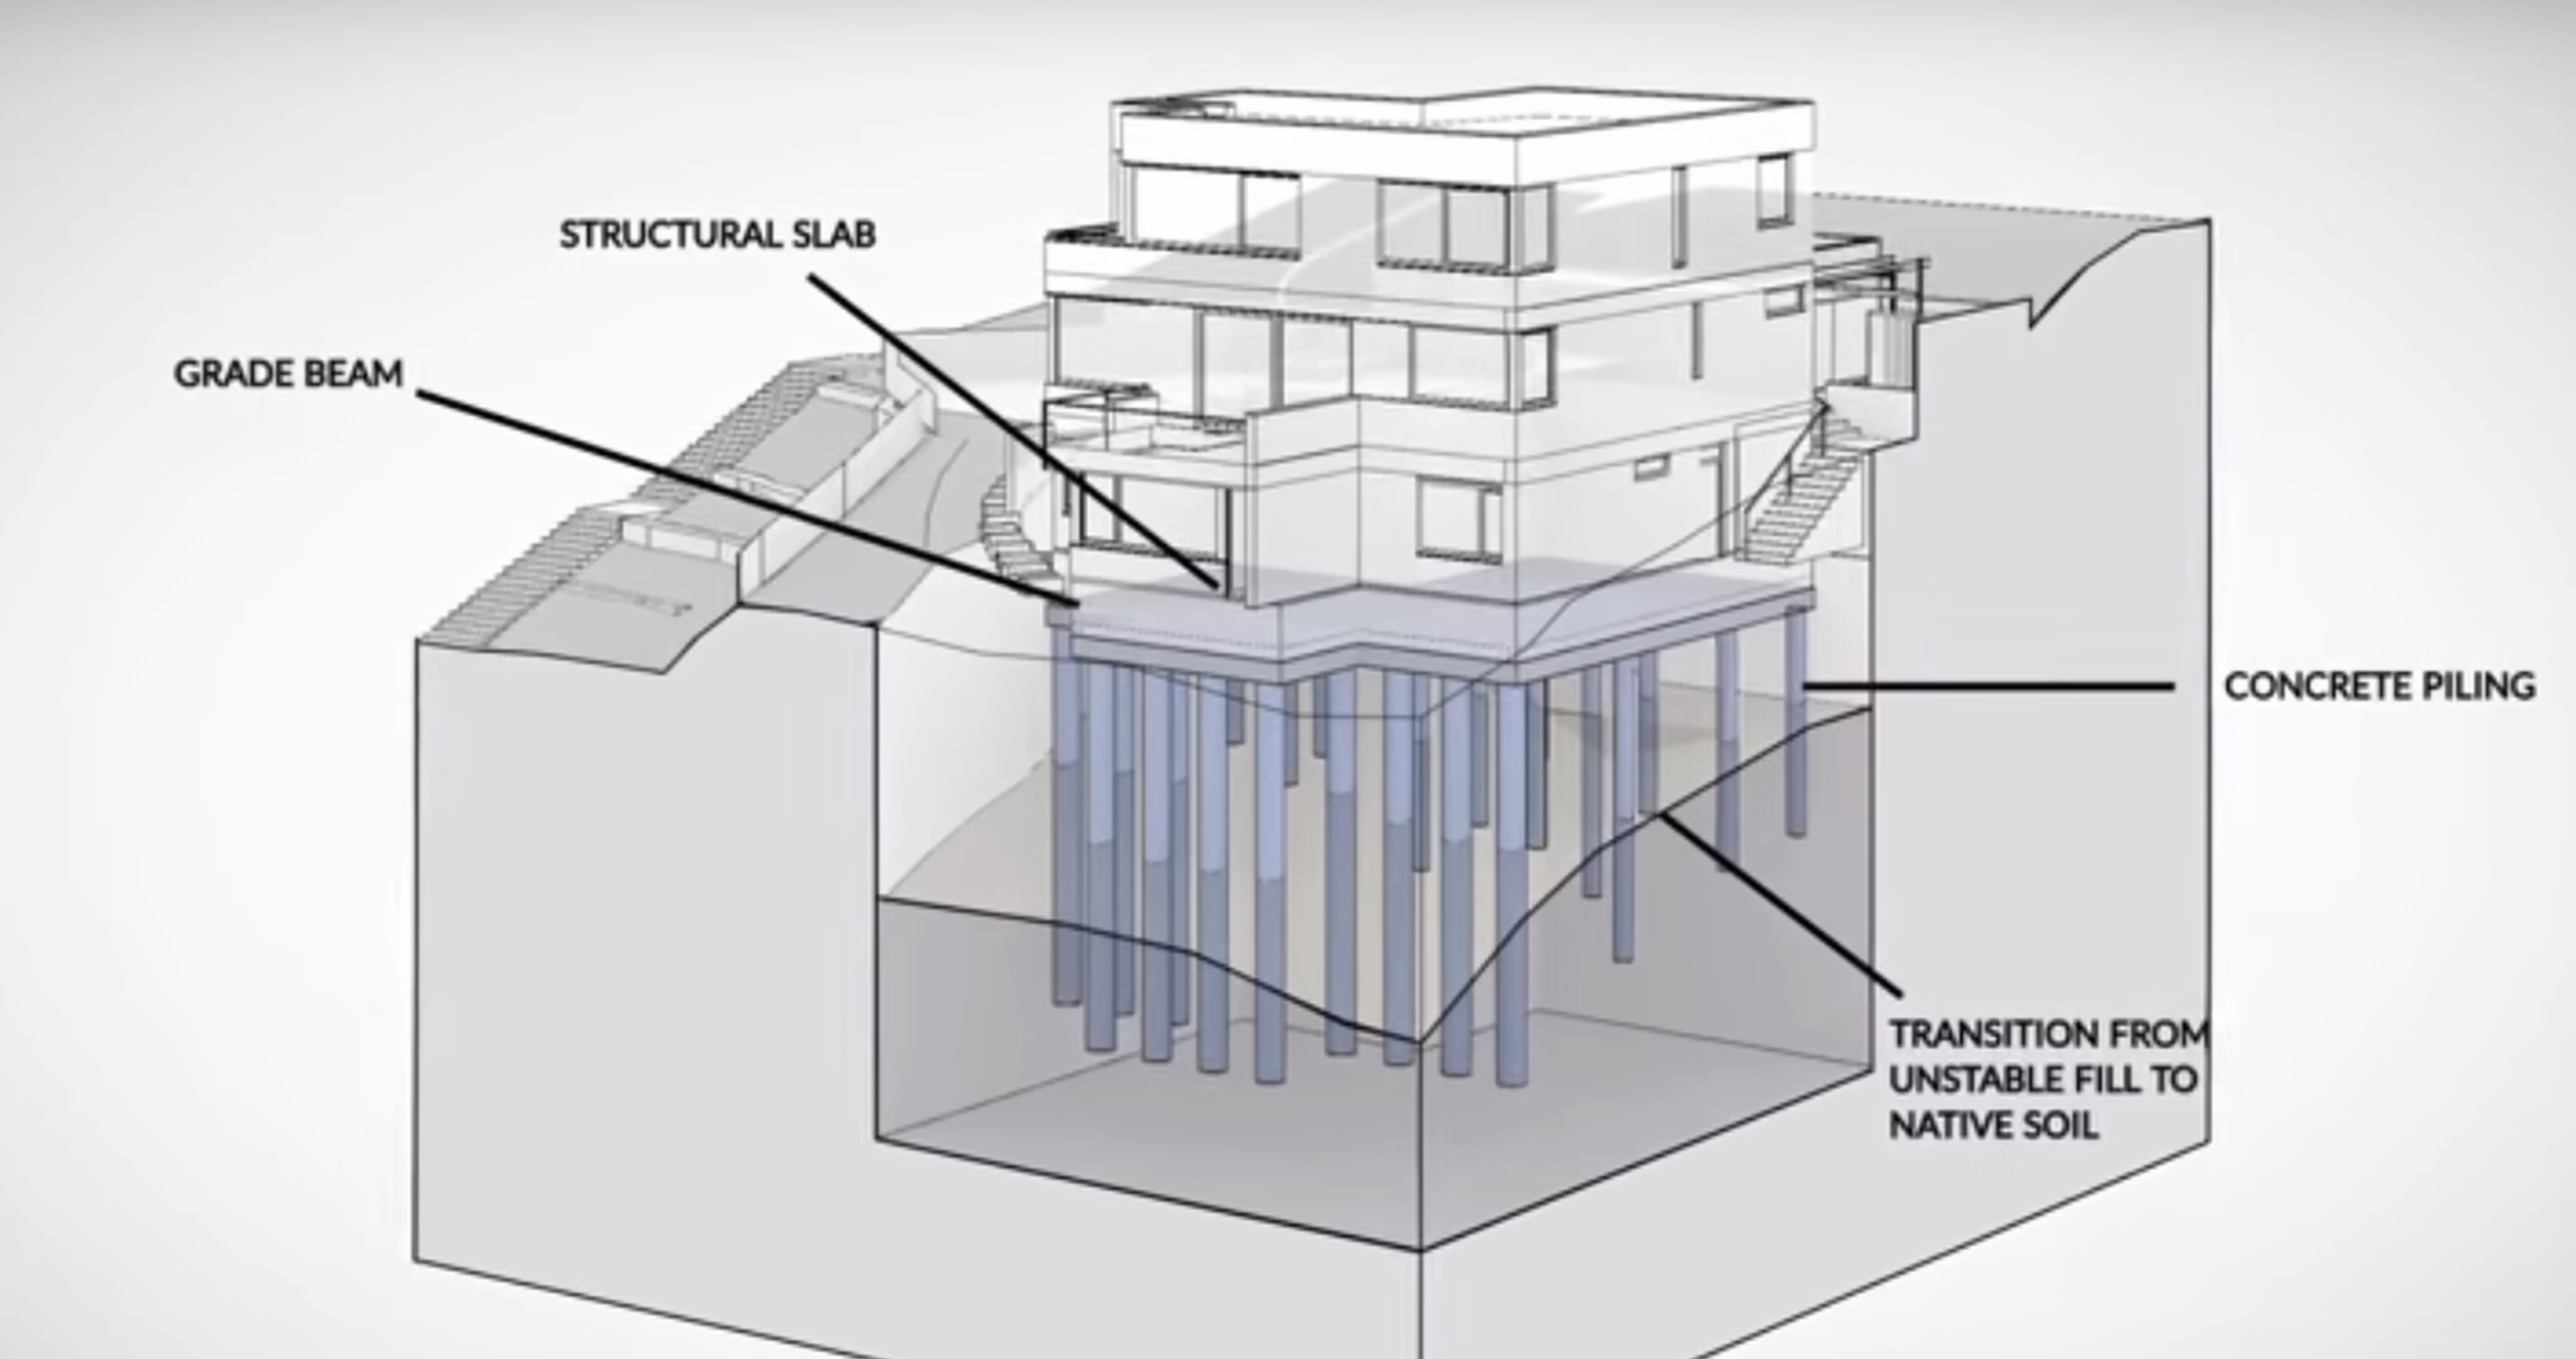 STRUCTURAL SLAB
GRADE BEAM
CONCRETE PILING
TRANSITION FROM
UNSTABLE FILL TO
NATIVE SOIL